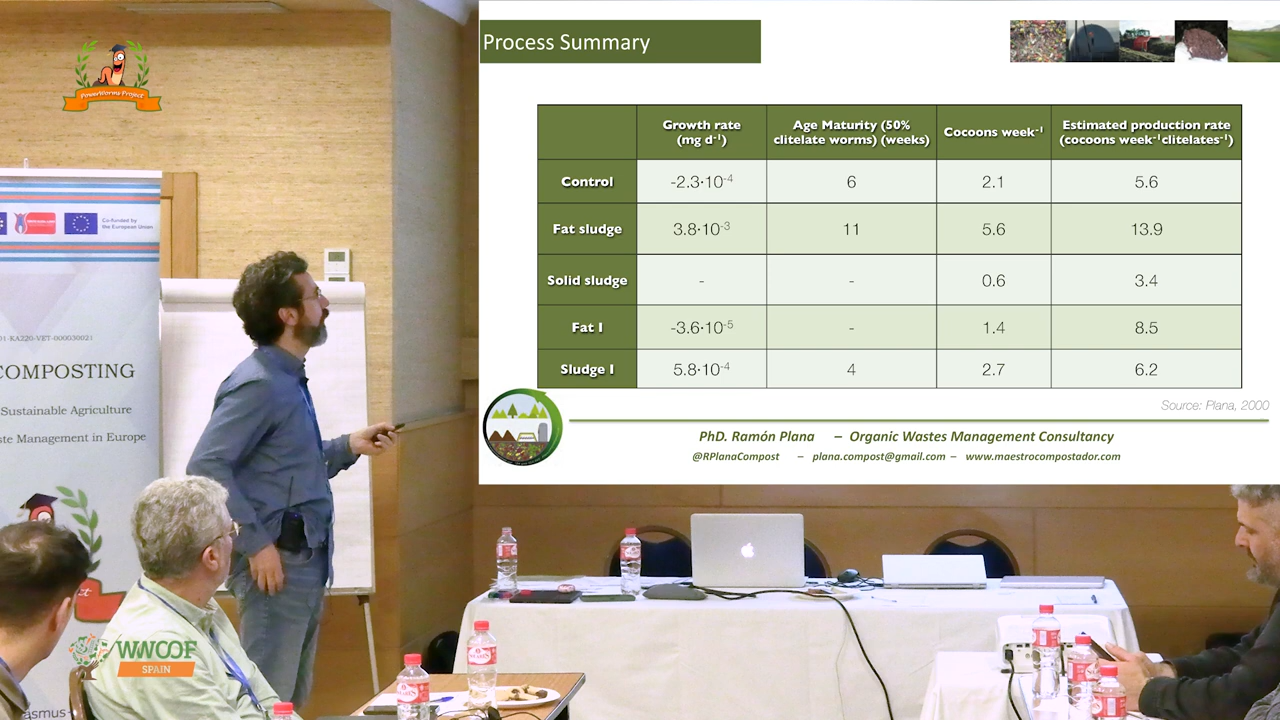 PowerWorms Project
Process Summary
Growth rate (mg d⁻¹)
Age Maturity (50% clitelate worms) (weeks)
Cocoons week⁻¹
Estimated production rate (cocoons week⁻¹clitelates⁻¹)
Control -2.3·10⁻⁴ 6 2.1 5.6
Fat sludge 3.8·10⁻³ 11 5.6 13.9
Solid sludge - - 0.6 3.4
Fat I -3.6·10⁻⁵ - 1.4 8.5
Sludge I 5.8·10⁻⁴ 4 2.7 6.2
Source: Plana, 2000
PhD. Ramón Plana – Organic Wastes Management Consultancy
@RPlanaCompost – plana.compost@gmail.com – www.maestrocompostador.com
Co-funded by
the European Union
01-KA220-VET-000030021
COMPOSTING
Sustainable Agriculture
ste Management in Europe
WWOOF
SPAIN
asmus+